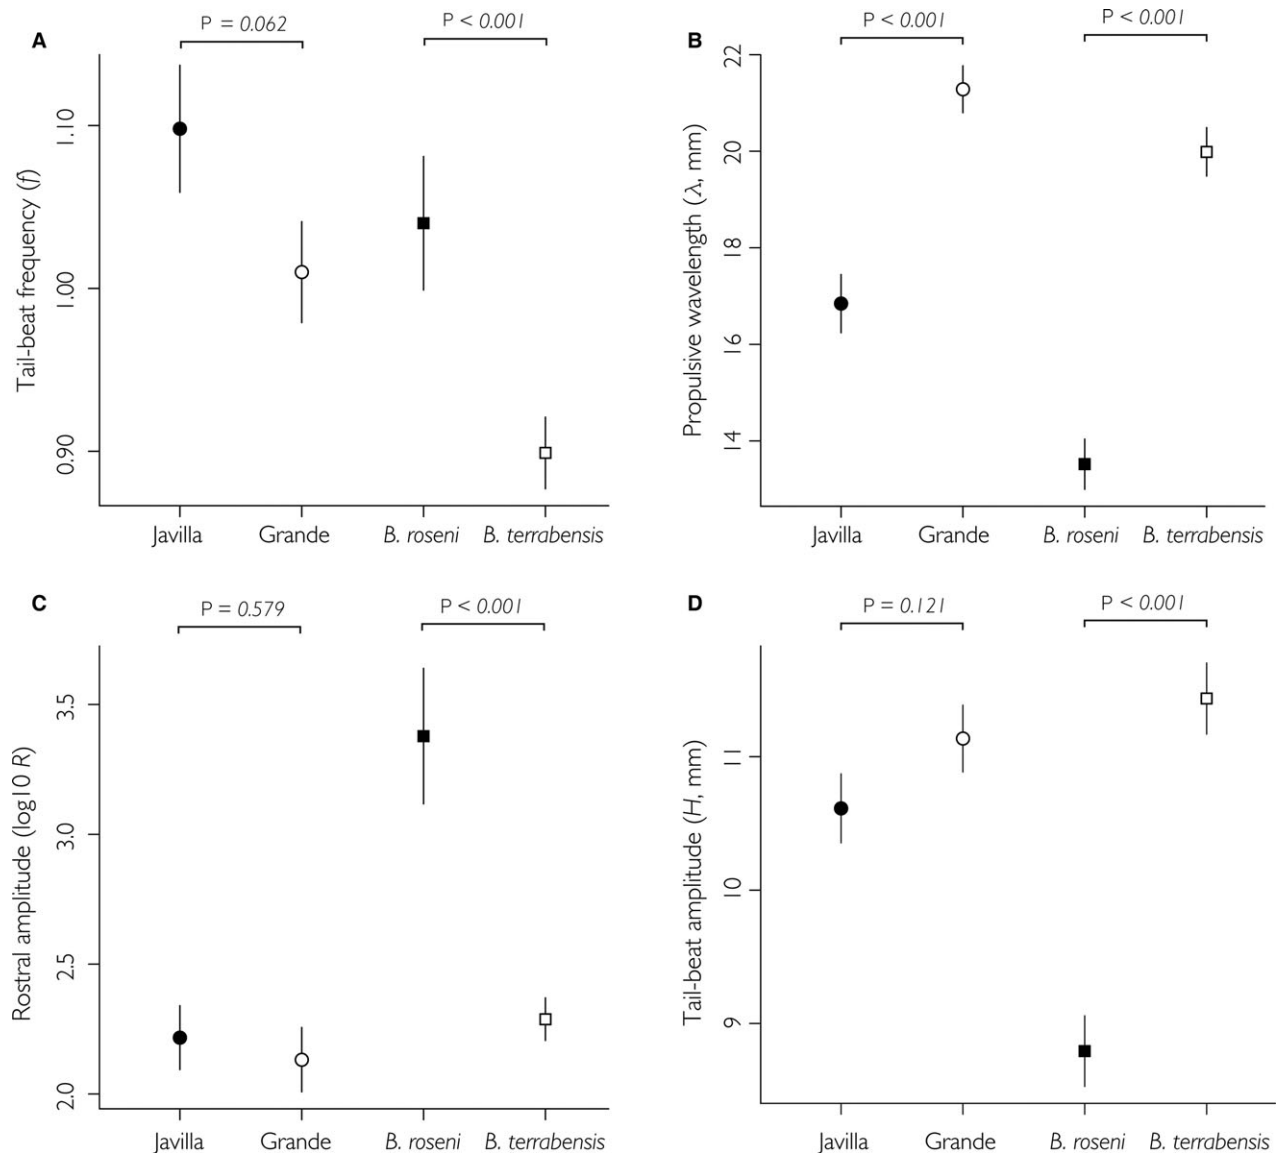 A
P = 0.062
P < 0.001
Tail-beat frequency (f)
1.10
1.00
0.90
Javilla
Grande
B. roseni
B. terrabensis
B
P < 0.001
P < 0.001
Propulsive wavelength (λ, mm)
22
20
18
16
14
Javilla
Grande
B. roseni
B. terrabensis
C
P = 0.579
P < 0.001
Rostral amplitude (log10 R)
3.5
3.0
2.5
2.0
Javilla
Grande
B. roseni
B. terrabensis
D
P = 0.121
P < 0.001
Tail-beat amplitude (H, mm)
11
10
9
Javilla
Grande
B. roseni
B. terrabensis